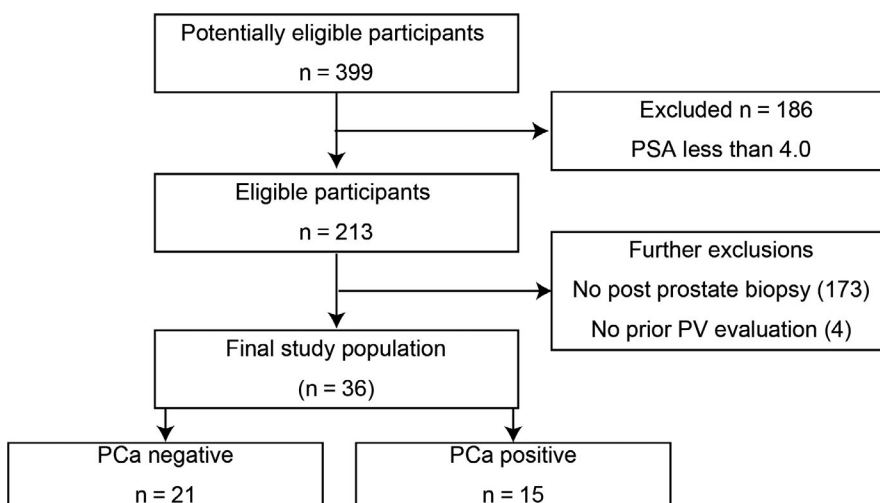 Potentially eligible participants
n = 399
Excluded n = 186
PSA less than 4.0
Eligible participants
n = 213
Further exclusions
No post prostate biopsy (173)
No prior PV evaluation (4)
Final study population
(n = 36)
PCa negative
n = 21
PCa positive
n = 15